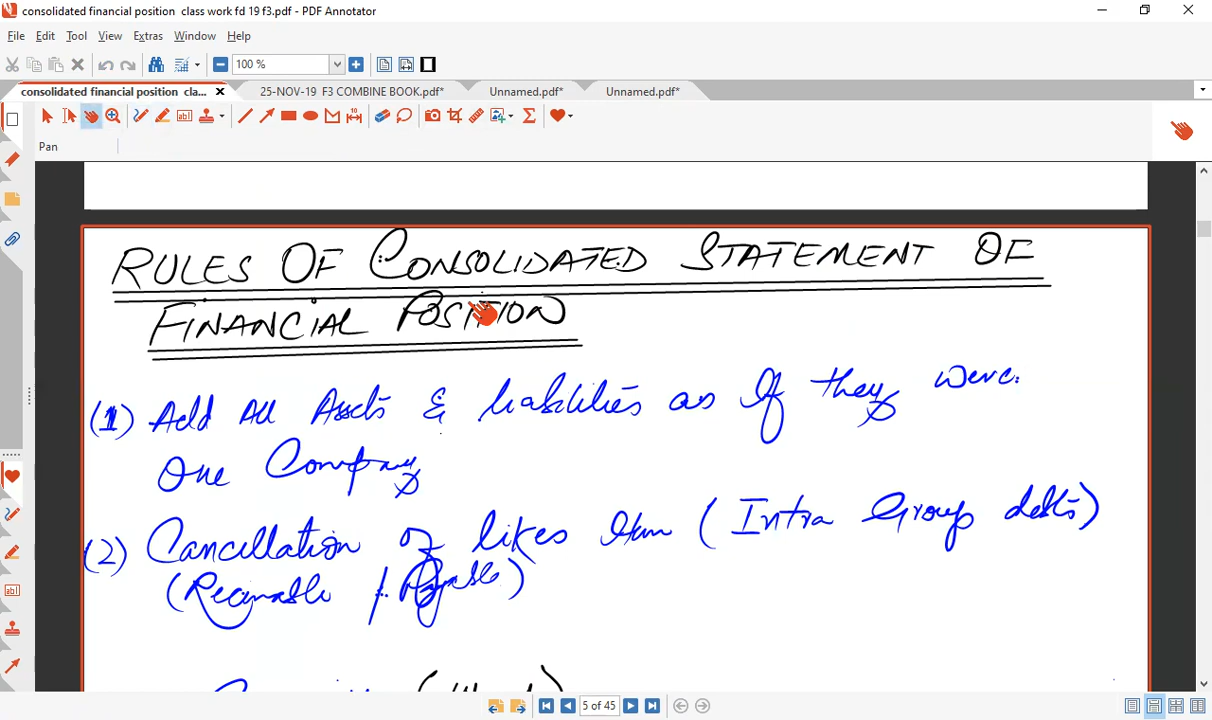 consolidated financial position  class work fd 19 f3.pdf - PDF Annotator
File Edit Tool View Extras Window Help
100 %
consolidated financial position  cla... 25-NOV-19  F3 COMBINE BOOK.pdf* Unnamed.pdf* Unnamed.pdf*
Pan
RULES OF CONSOLIDATED STATEMENT OF
FINANCIAL POSITION
(1) Add All Assets & liabilities as If they were
One Company
(2) Cancellation of likes Item (Intra Group debts)
(Receivable / Payable)
5 of 45